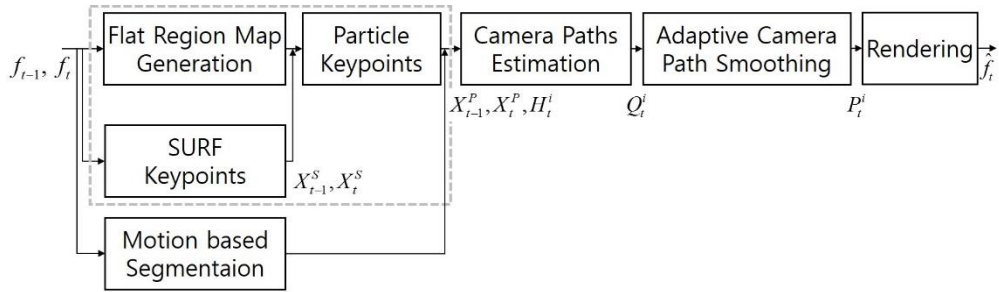 Flat Region Map
Generation
Particle
Keypoints
Camera Paths
Estimation
Adaptive Camera
Path Smoothing
Rendering
f_{t-1}, f_t
\hat{f}_t
X^P_{t-1}, X^P_t, H^i_t
Q^i_t
P^i_t
SURF
Keypoints
X^S_{t-1}, X^S_t
Motion based
Segmentaion